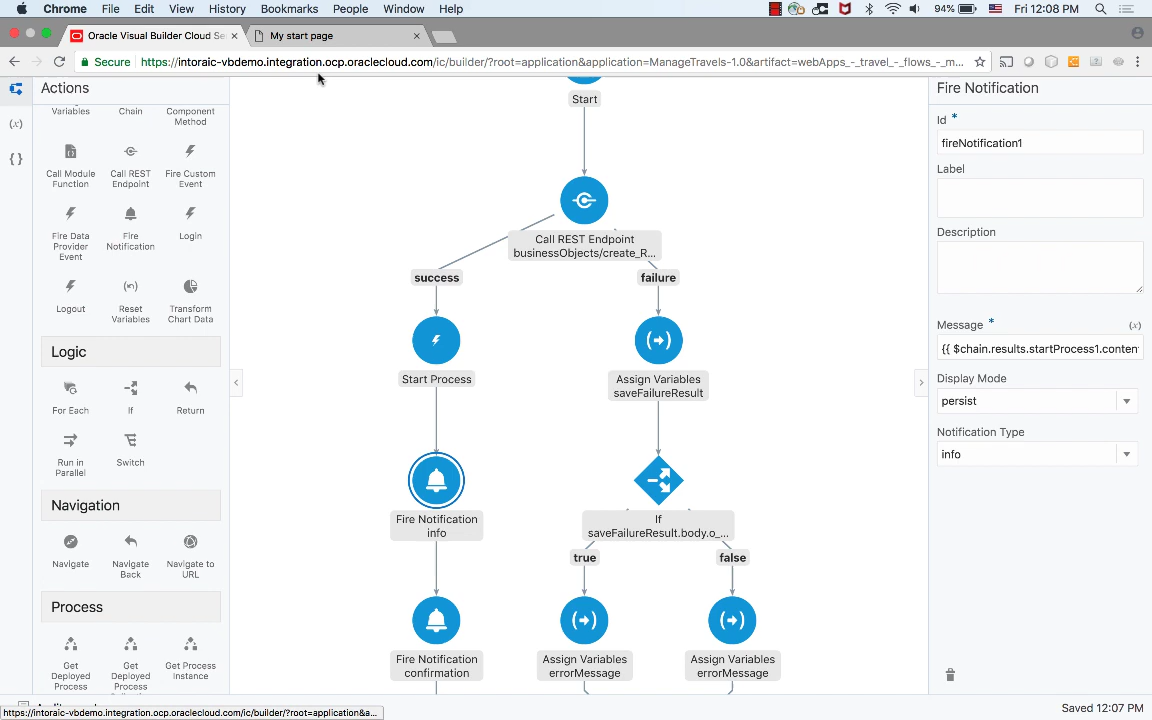 Chrome File Edit View History Bookmarks People Window Help 94% Fri 12:08 PM
Oracle Visual Builder Cloud Se × My start page ×
Secure https://intoraic-vbdemo.integration.ocp.oraclecloud.com/ic/builder/?root=application&application=ManageTravels-1.0&artifact=webApps_-_travel_-_flows_-_m...
Actions
(x)
{ }
Variables Chain Component
Method
Call Module
Function
Call REST
Endpoint
Fire Custom
Event
Fire Data
Provider
Event
Fire
Notification
Login
Logout
Reset
Variables
Transform
Chart Data
Logic
For Each If Return
Run in
Parallel
Switch
Navigation
Navigate
Navigate
Back
Navigate to
URL
Process
Get
Deployed
Process
Get
Deployed
Process
Get Process
Instance
Start
Call REST Endpoint
businessObjects/create_R...
success failure
Start Process
Assign Variables
saveFailureResult
Fire Notification
info
If
saveFailureResult.body.o_...
true false
Fire Notification
confirmation
Assign Variables
errorMessage
Assign Variables
errorMessage
Fire Notification
Id *
fireNotification1
Label
Description
Message * (x)
{{ $chain.results.startProcess1.conten
Display Mode
persist
Notification Type
info
https://intoraic-vbdemo.integration.ocp.oraclecloud.com/ic/builder/?root=application&a...
Saved 12:07 PM